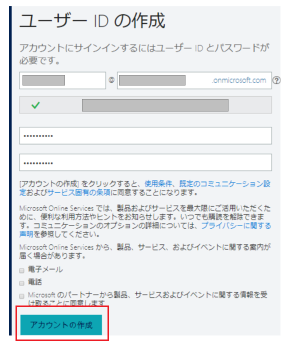 ユーザー ID の作成
アカウントにサインインするにはユーザー ID とパスワードが
必要です。
@ .onmicrosoft.com ?
✓
••••••••••
••••••••••
[アカウントの作成] をクリックすると、使用条件、既定のコミュニケーション設
定およびサービス固有の条項に同意することになります。
Microsoft Online Services では、製品およびサービスを最大限にご活用いただくた
めに、便利な利用方法やヒントをお知らせします。いつでも購読を解除できま
す。コミュニケーションのオプションの詳細については、プライバシーに関する
声明を参照してください。
Microsoft Online Services から、製品、サービス、およびイベントに関する案内が
届く場合があります。
電子メール
電話
Microsoft のパートナーから製品、サービスおよびイベントに関する情報を受
け取ることに同意します
アカウントの作成